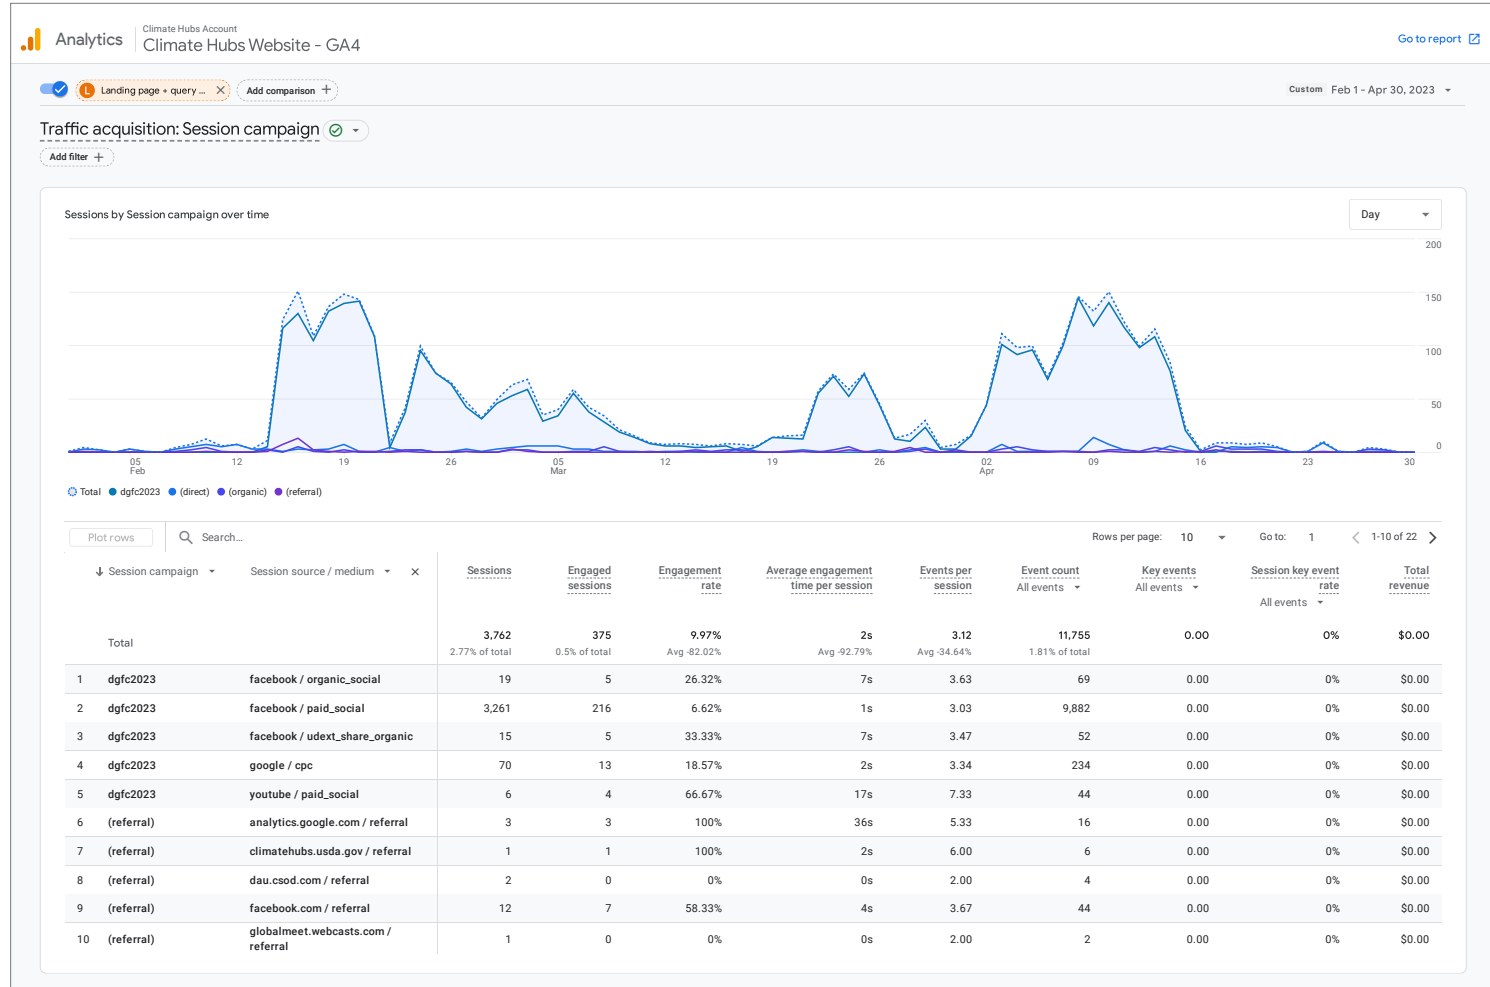 Analytics
Climate Hubs Account
Climate Hubs Website - GA4
Go to report
L Landing page + query ...
Add comparison +
Custom Feb 1 - Apr 30, 2023
Traffic acquisition: Session campaign
Add filter +
Sessions by Session campaign over time
Day
200
150
100
50
0
05 12 19 26 05 12 19 26 02 09 16 23 30
Feb Mar Apr
Total dgfc2023 (direct) (organic) (referral)
Plot rows Search... Rows per page: 10 Go to: 1 1-10 of 22
Session campaign Session source / medium Sessions Engaged sessions Engagement rate Average engagement time per session Events per session Event count All events Key events All events Session key event rate All events Total revenue
Total 3,762 375 9.97% 2s 3.12 11,755 0.00 0% $0.00
2.77% of total 0.5% of total Avg -82.02% Avg -92.79% Avg -34.64% 1.81% of total
1 dgfc2023 facebook / organic_social 19 5 26.32% 7s 3.63 69 0.00 0% $0.00
2 dgfc2023 facebook / paid_social 3,261 216 6.62% 1s 3.03 9,882 0.00 0% $0.00
3 dgfc2023 facebook / udext_share_organic 15 5 33.33% 7s 3.47 52 0.00 0% $0.00
4 dgfc2023 google / cpc 70 13 18.57% 2s 3.34 234 0.00 0% $0.00
5 dgfc2023 youtube / paid_social 6 4 66.67% 17s 7.33 44 0.00 0% $0.00
6 (referral) analytics.google.com / referral 3 3 100% 36s 5.33 16 0.00 0% $0.00
7 (referral) climatehubs.usda.gov / referral 1 1 100% 2s 6.00 6 0.00 0% $0.00
8 (referral) dau.csod.com / referral 2 0 0% 0s 2.00 4 0.00 0% $0.00
9 (referral) facebook.com / referral 12 7 58.33% 4s 3.67 44 0.00 0% $0.00
10 (referral) globalmeet.webcasts.com / referral 1 0 0% 0s 2.00 2 0.00 0% $0.00